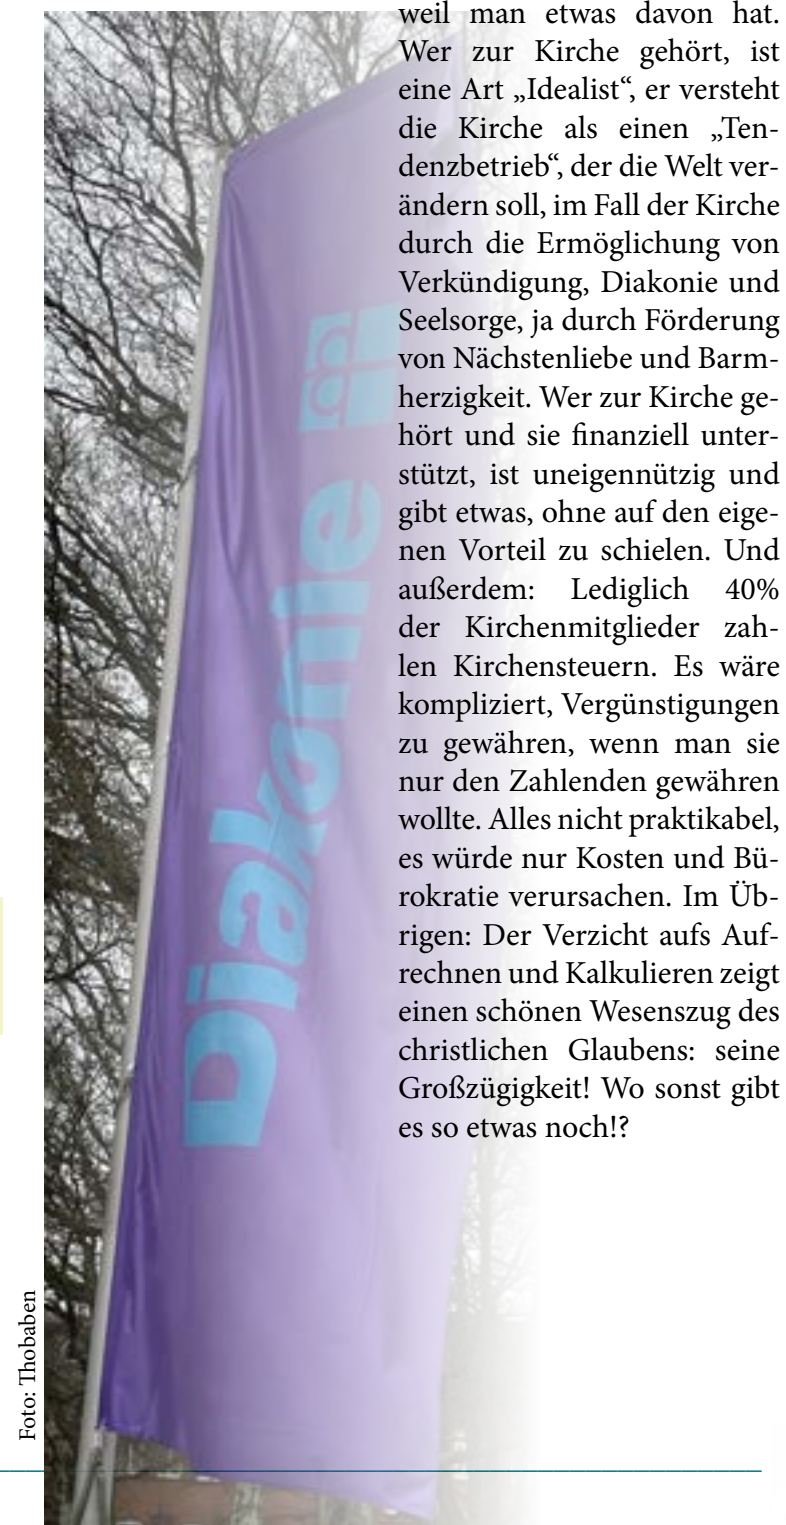 weil man etwas davon hat.
Wer zur Kirche gehört, ist
eine Art „Idealist“, er versteht
die Kirche als einen „Ten-
denzbetrieb“, der die Welt ver-
ändern soll, im Fall der Kirche
durch die Ermöglichung von
Verkündigung, Diakonie und
Seelsorge, ja durch Förderung
von Nächstenliebe und Barm-
herzigkeit. Wer zur Kirche ge-
hört und sie finanziell unter-
stützt, ist uneigennützig und
gibt etwas, ohne auf den eige-
nen Vorteil zu schielen. Und
außerdem: Lediglich 40%
der Kirchenmitglieder zah-
len Kirchensteuern. Es wäre
kompliziert, Vergünstigungen
zu gewähren, wenn man sie
nur den Zahlenden gewähren
wollte. Alles nicht praktikabel,
es würde nur Kosten und Bü-
rokratie verursachen. Im Üb-
rigen: Der Verzicht aufs Auf-
rechnen und Kalkulieren zeigt
einen schönen Wesenszug des
christlichen Glaubens: seine
Großzügigkeit! Wo sonst gibt
es so etwas noch!?
Diakonie
Foto: Thobaben